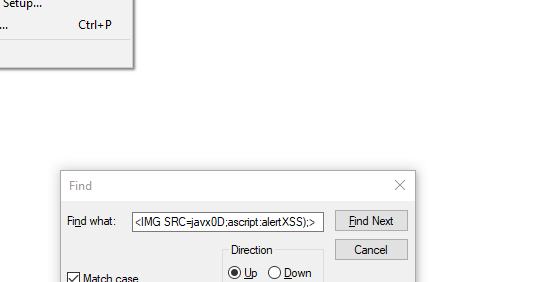 Setup...
... Ctrl+P
Find
Find what: <IMG SRC=javx0D;ascript:alertXSS);> Find Next
Cancel
Direction
Up Down
Match case